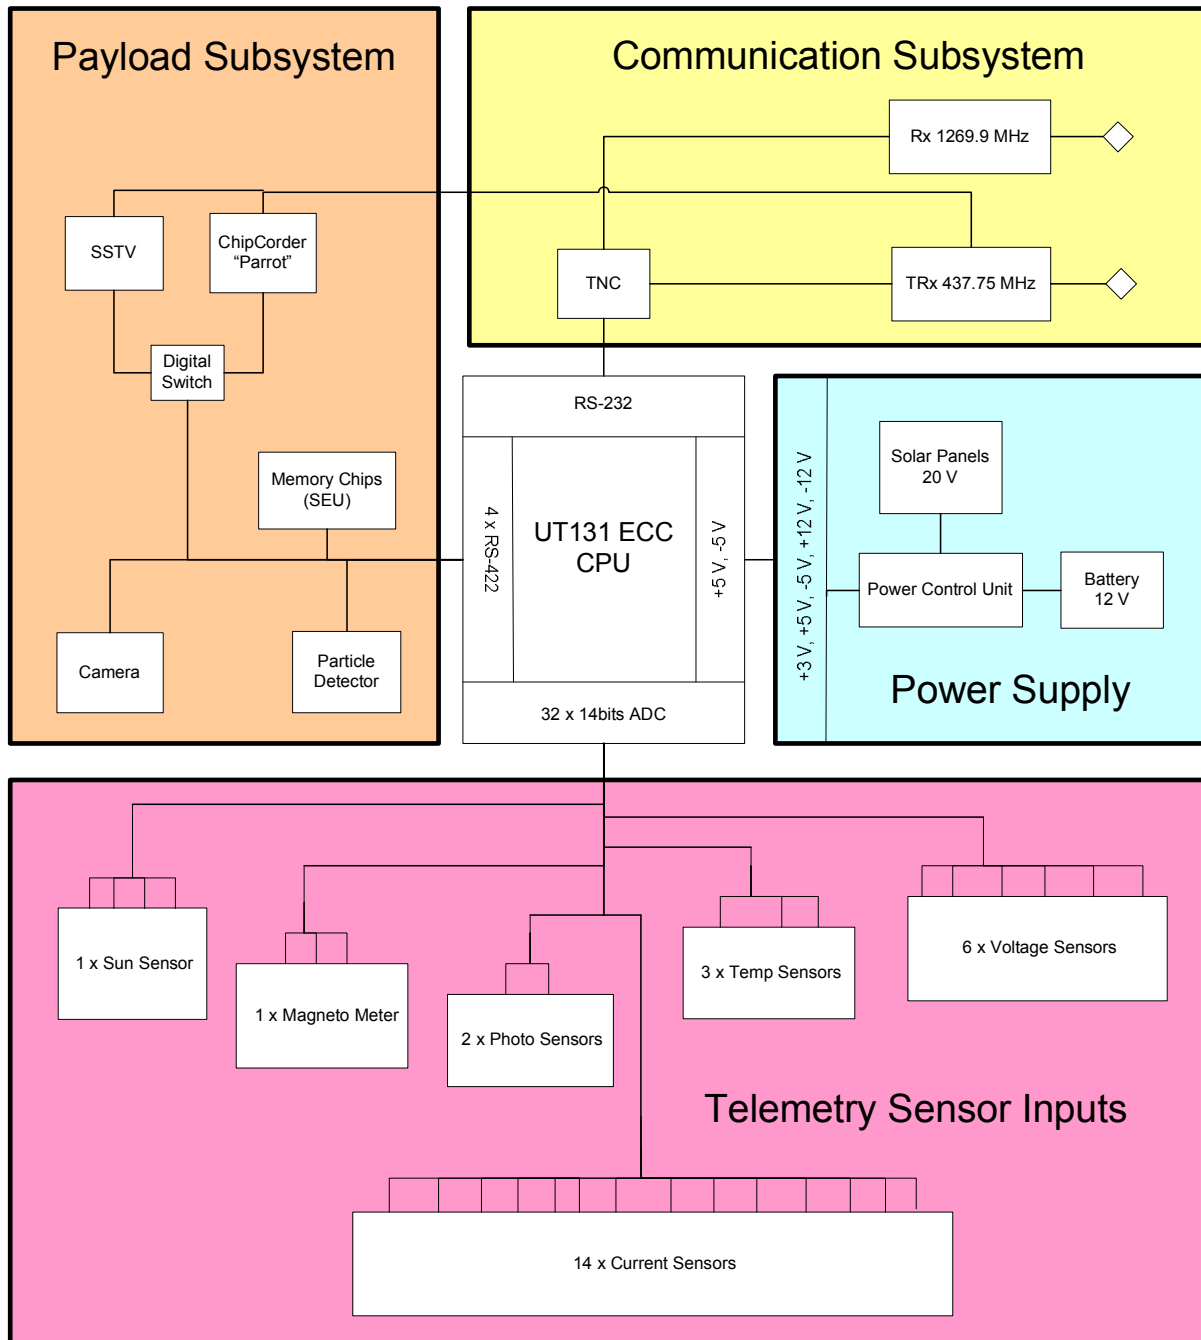 Payload Subsystem
Communication Subsystem
Rx 1269.9 MHz
SSTV
ChipCorder
“Parrot”
TNC
TRx 437.75 MHz
Digital
Switch
RS-232
Memory Chips
(SEU)
4 x RS-422
UT131 ECC
CPU
+5 V, -5 V
+3 V, +5 V, -5 V, +12 V, -12 V
Solar Panels
20 V
Power Control Unit
Battery
12 V
Camera
Particle
Detector
Power Supply
32 x 14bits ADC
1 x Sun Sensor
1 x Magneto Meter
2 x Photo Sensors
3 x Temp Sensors
6 x Voltage Sensors
Telemetry Sensor Inputs
14 x Current Sensors